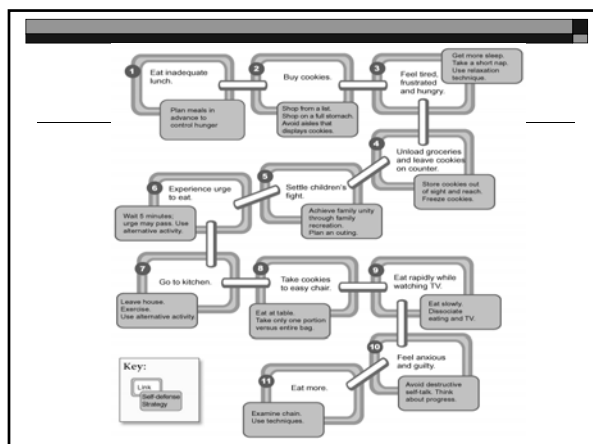 1
Eat inadequate
lunch.
Plan meals in
advance to
control hunger
2
Buy cookies.
Shop from a list.
Shop on a full stomach.
Avoid aisles that
displays cookies.
3
Feel tired,
frustrated
and hungry.
Get more sleep.
Take a short nap.
Use relaxation
technique.
4
Unload groceries
and leave cookies
on counter.
Store cookies out
of sight and reach.
Freeze cookies.
5
Settle children's
fight.
Achieve family unity
through family
recreation.
Plan an outing.
6
Experience urge
to eat.
Wait 5 minutes;
urge may pass. Use
alternative activity.
7
Go to kitchen.
Leave house.
Exercise.
Use alternative activity.
8
Take cookies
to easy chair.
Eat at table.
Take only one portion
versus entire bag.
9
Eat rapidly while
watching TV.
Eat slowly.
Dissociate
eating and TV.
10
Feel anxious
and guilty.
Avoid destructive
self-talk. Think
about progress.
11
Eat more.
Examine chain.
Use techniques.
Key:
Link
Self-defense
Strategy